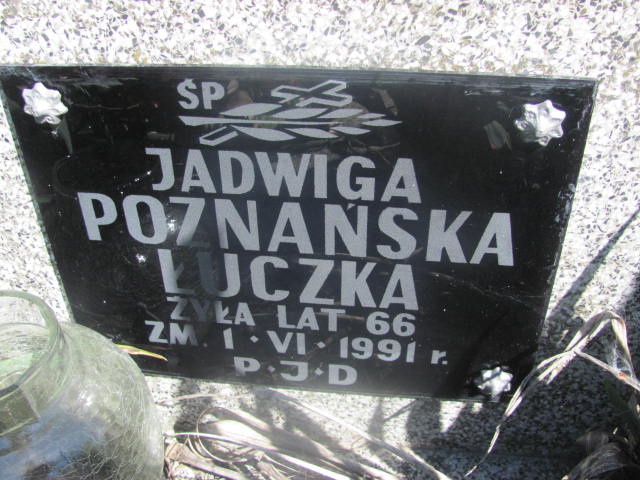 ŚP
JADWIGA
POZNAŃSKA
ŁUCZKA
ŻYŁA LAT 66
ZM. 1·VI·1991 r.
P·J·D